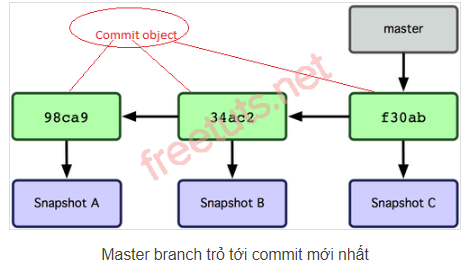 Commit object
master
98ca9
34ac2
f30ab
freetuts.net
Snapshot A
Snapshot B
Snapshot C
Master branch trỏ tới commit mới nhất